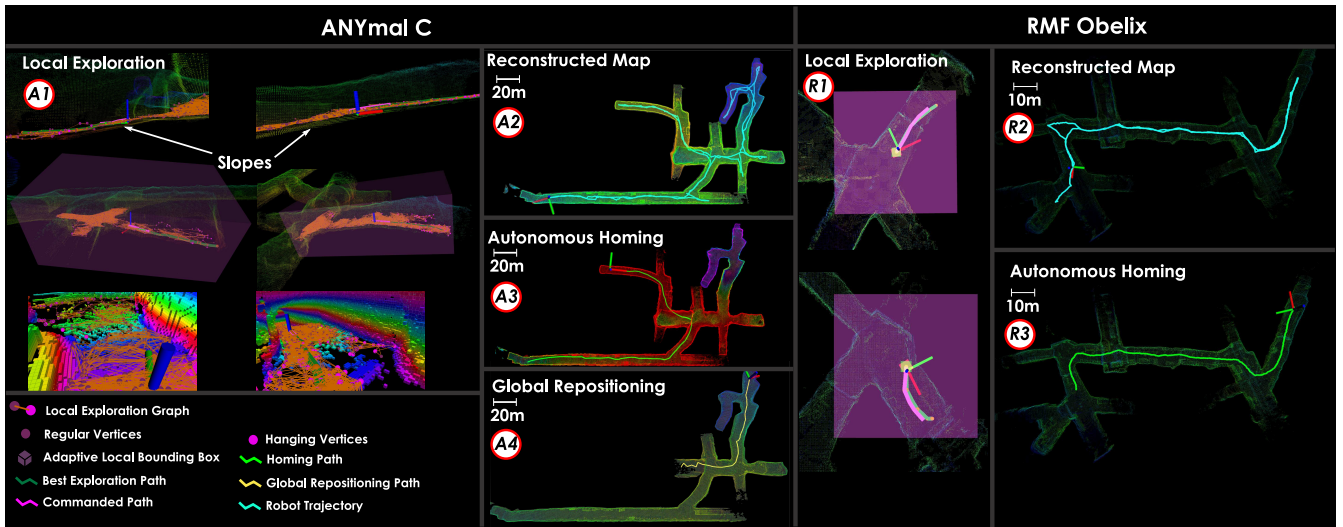 ANYmal C
RMF Obelix
Local Exploration
A1
Slopes
Reconstructed Map
20m
A2
Autonomous Homing
20m
A3
Global Repositioning
20m
A4
Local Exploration
R1
Reconstructed Map
10m
R2
Autonomous Homing
10m
R3
Local Exploration Graph
Regular Vertices
Adaptive Local Bounding Box
Best Exploration Path
Commanded Path
Hanging Vertices
Homing Path
Global Repositioning Path
Robot Trajectory